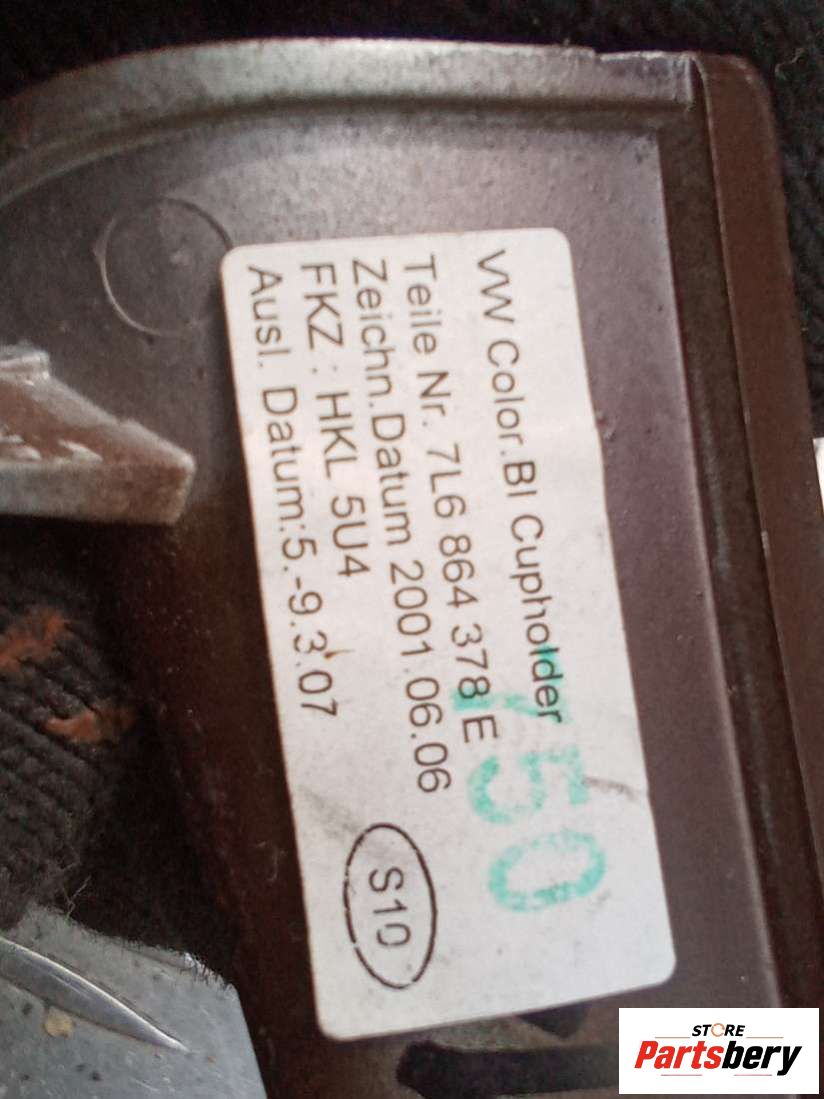 VW Color.BI Cupholder
Teile Nr. 7L6 864 378 E
Zeichn.Datum 2001.06.06
FKZ : HKL 5U4
Ausl. Datum:5.-9.3.07
S10
750
STORE
Partsbery